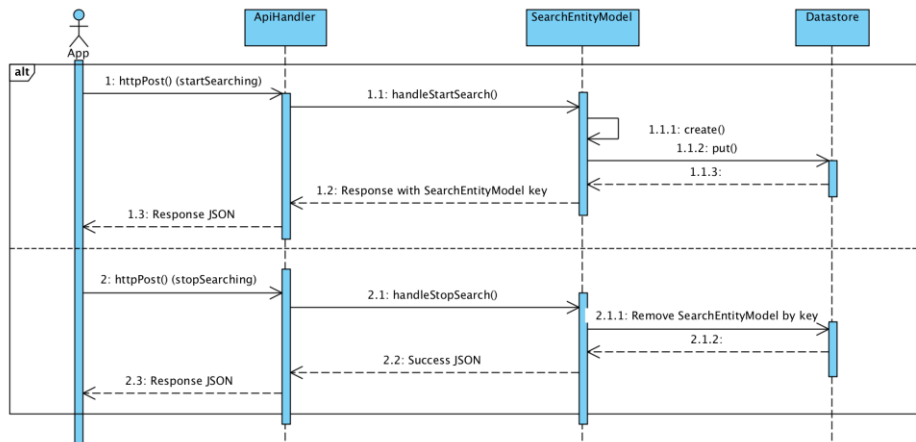 ApiHandler
SearchEntityModel
Datastore
App
alt
1: httpPost() (startSearching)
1.1: handleStartSearch()
1.1.1: create()
1.1.2: put()
1.1.3:
1.2: Response with SearchEntityModel key
1.3: Response JSON
2: httpPost() (stopSearching)
2.1: handleStopSearch()
2.1.1: Remove SearchEntityModel by key
2.1.2:
2.2: Success JSON
2.3: Response JSON